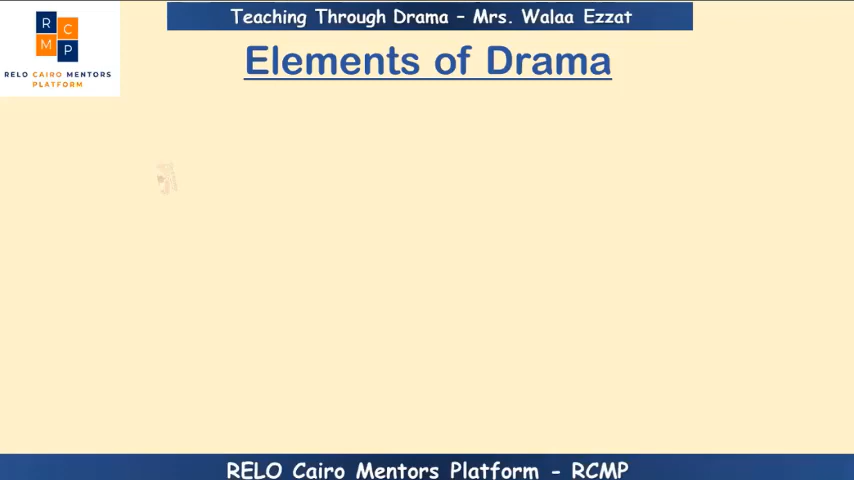 Teaching Through Drama – Mrs. Walaa Ezzat
R
C
M
P
RELO CAIRO MENTORS
PLATFORM
Elements of Drama
RELO Cairo Mentors Platform - RCMP